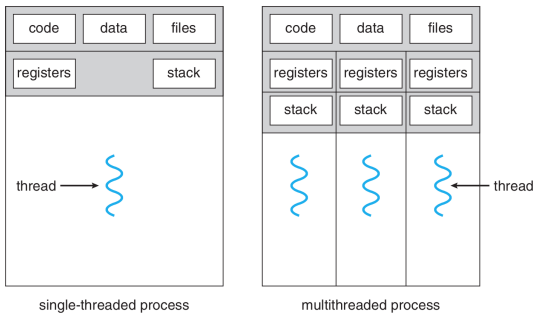 code data files
registers stack
thread
single-threaded process
code data files
registers registers registers
stack stack stack
thread
multithreaded process